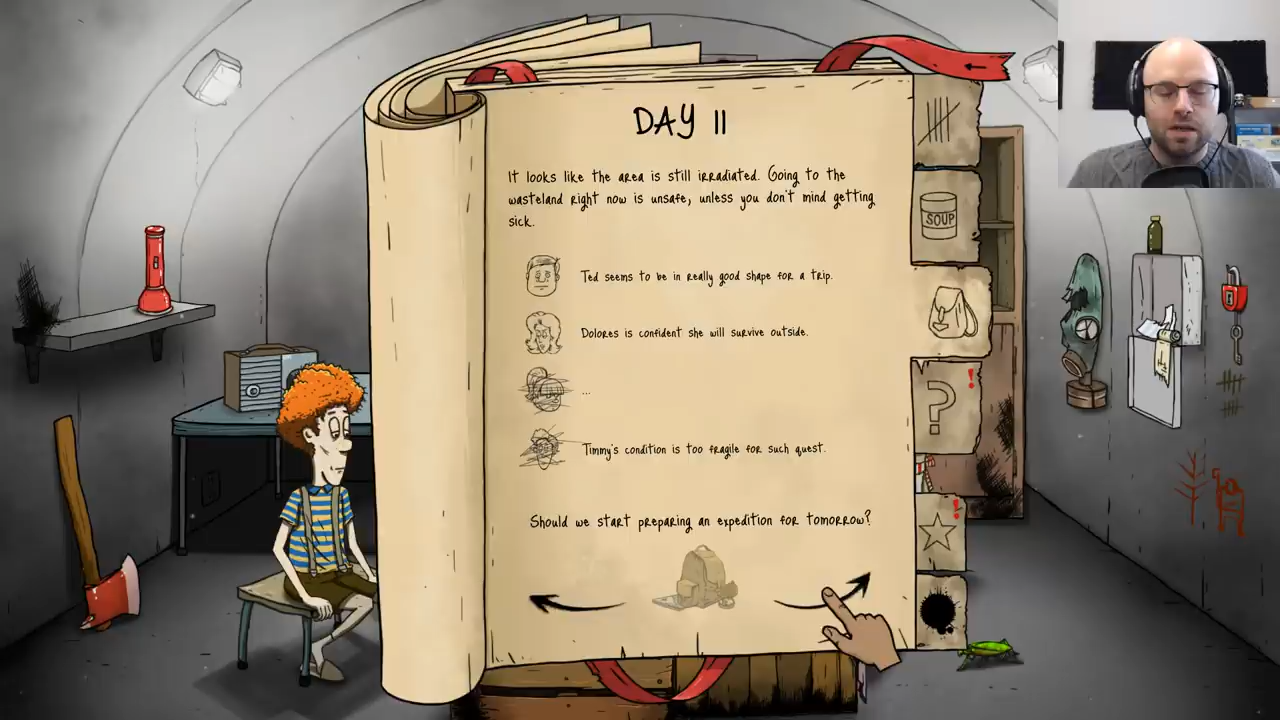 DAY 11
It looks like the area is still irradiated. Going to the
wasteland right now is unsafe, unless you don't mind getting
sick.
Ted seems to be in really good shape for a trip.
Dolores is confident she will survive outside.
...
Timmy's condition is too fragile for such quest.
Should we start preparing an expedition for tomorrow?
SOUP
?
!
!